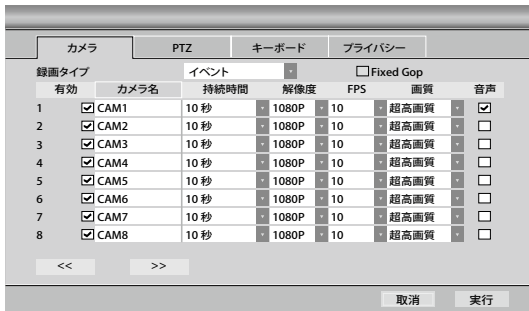 カメラ PTZ キーボード プライバシー
録画タイプ イベント Fixed Gop
有効 カメラ名 持続時間 解像度 FPS 画質 音声
1 CAM1 10 秒 1080P 10 超高画質
2 CAM2 10 秒 1080P 10 超高画質
3 CAM3 10 秒 1080P 10 超高画質
4 CAM4 10 秒 1080P 10 超高画質
5 CAM5 10 秒 1080P 10 超高画質
6 CAM6 10 秒 1080P 10 超高画質
7 CAM7 10 秒 1080P 10 超高画質
8 CAM8 10 秒 1080P 10 超高画質
<< >>
取消 実行